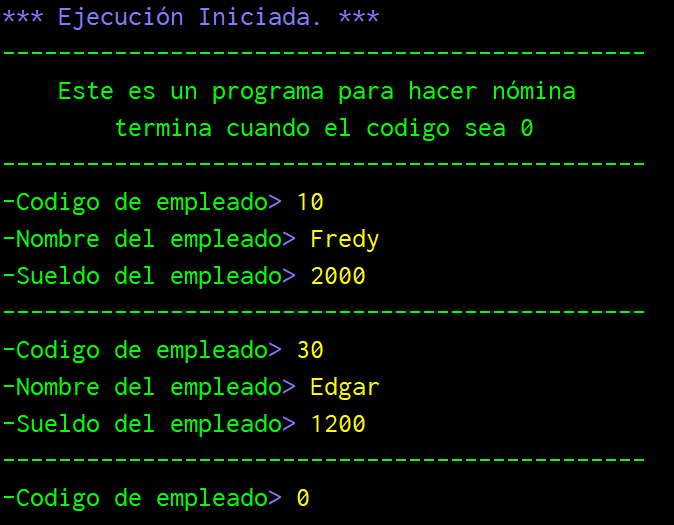 *** Ejecución Iniciada. ***
----------------------------------------------
Este es un programa para hacer nómina
termina cuando el codigo sea 0
----------------------------------------------
-Codigo de empleado> 10
-Nombre del empleado> Fredy
-Sueldo del empleado> 2000
----------------------------------------------
-Codigo de empleado> 30
-Nombre del empleado> Edgar
-Sueldo del empleado> 1200
----------------------------------------------
-Codigo de empleado> 0